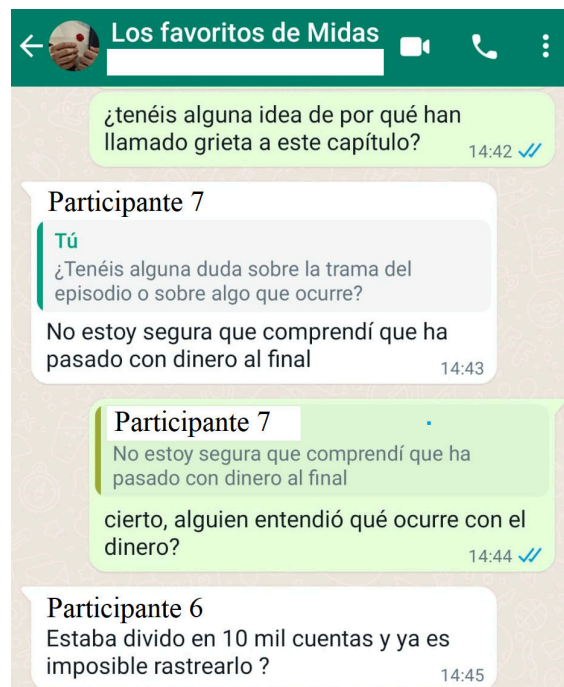 Los favoritos de Midas
¿tenéis alguna idea de por qué han
llamado grieta a este capítulo?
14:42
Participante 7
Tú
¿Tenéis alguna duda sobre la trama del
episodio o sobre algo que ocurre?
No estoy segura que comprendí que ha
pasado con dinero al final
14:43
Participante 7
No estoy segura que comprendí que ha
pasado con dinero al final
cierto, alguien entendió qué ocurre con el
dinero?
14:44
Participante 6
Estaba divido en 10 mil cuentas y ya es
imposible rastrearlo ?
14:45